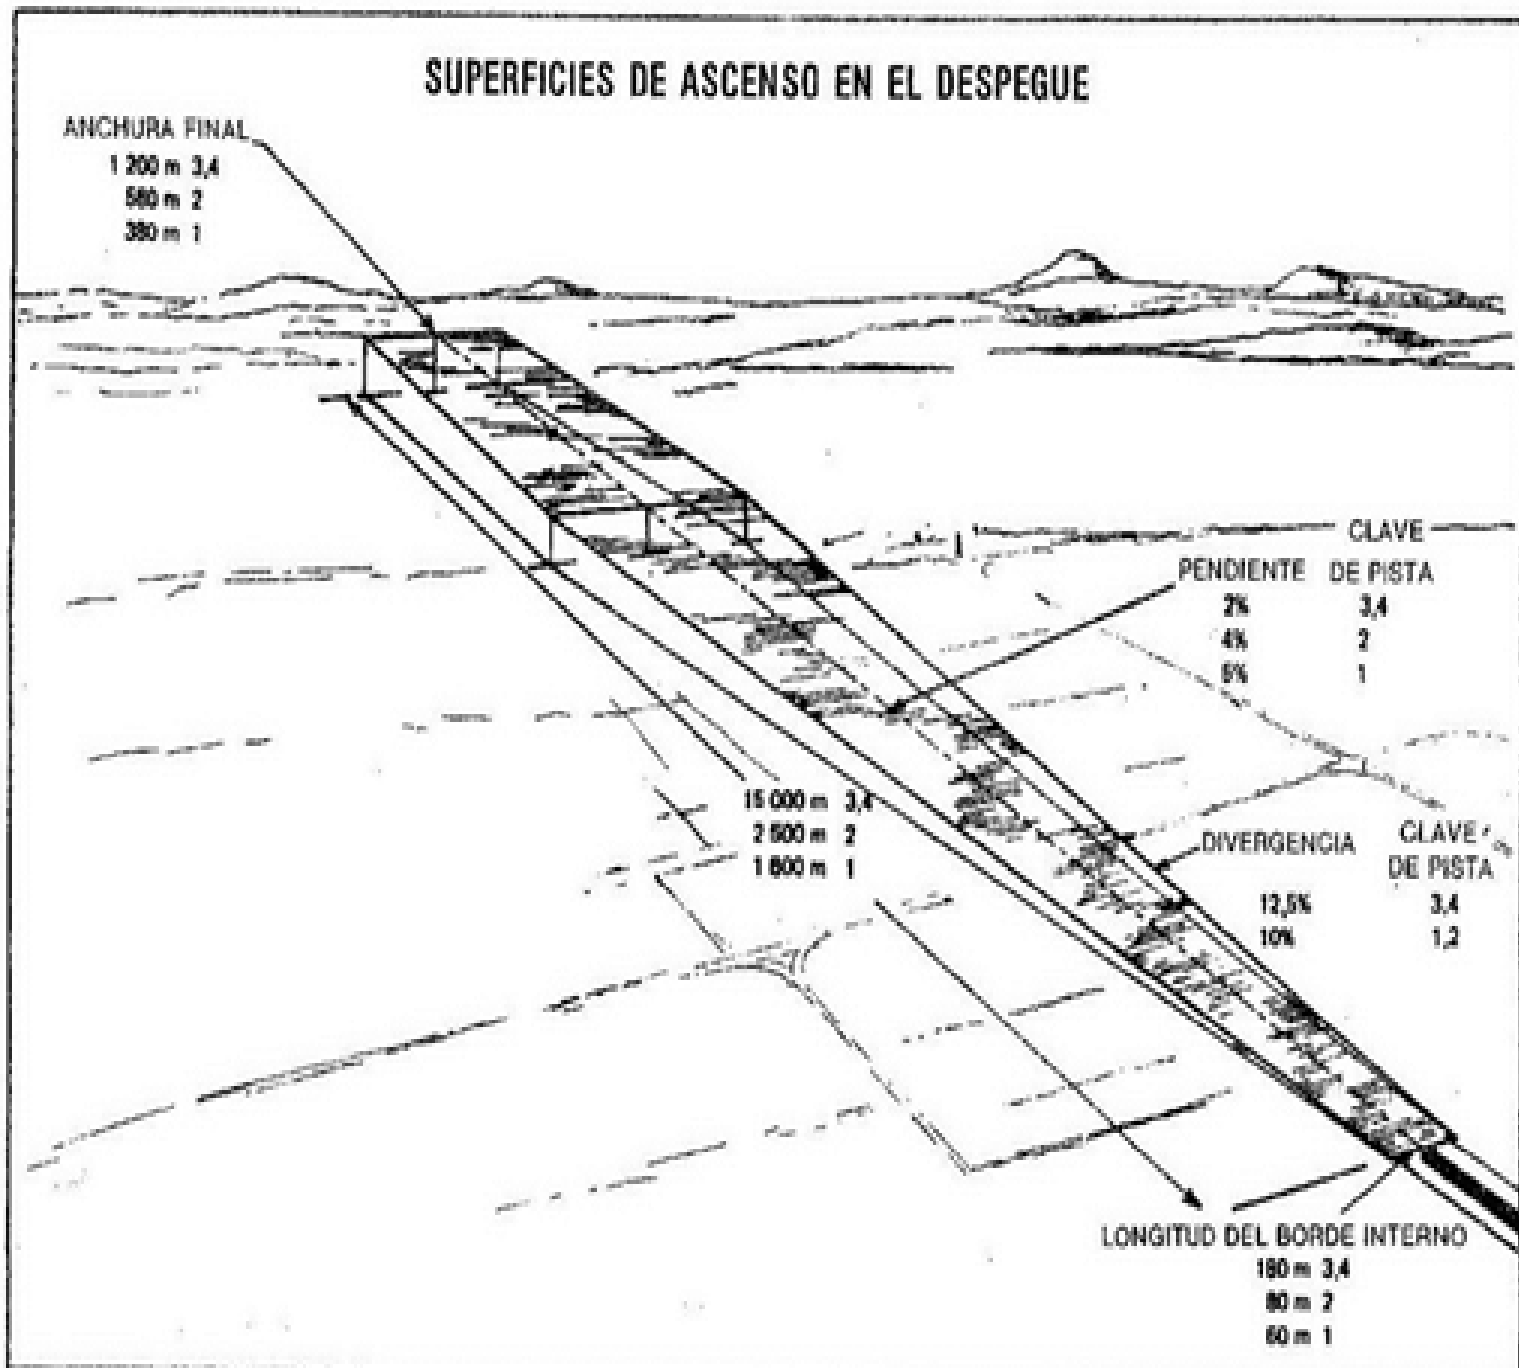 SUPERFICIES DE ASCENSO EN EL DESPEGUE
ANCHURA FINAL
1 200 m 3,4
580 m 2
380 m 1
CLAVE
PENDIENTE DE PISTA
2% 3,4
4% 2
5% 1
15 000 m 3,4
2 500 m 2
1 600 m 1
DIVERGENCIA CLAVE
DE PISTA
12,5% 3,4
10% 1,2
LONGITUD DEL BORDE INTERNO
180 m 3,4
80 m 2
60 m 1